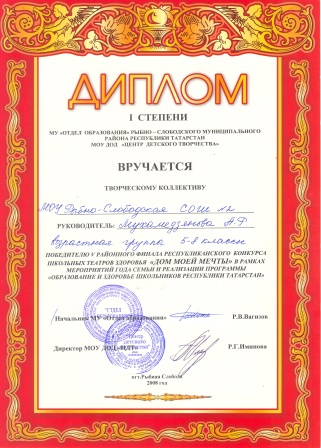 ДИПЛОМ
I СТЕПЕНИ
МУ «ОТДЕЛ ОБРАЗОВАНИЯ» РЫБНО – СЛОБОДСКОГО МУНИЦИПАЛЬНОГО
РАЙОНА РЕСПУБЛИКИ ТАТАРСТАН
МОУ ДОД «ЦЕНТР ДЕТСКОГО ТВОРЧЕСТВА»
ВРУЧАЕТСЯ
ТВОРЧЕСКОМУ КОЛЛЕКТИВУ
МОУ Рыбно-Слободская СОШ №2
РУКОВОДИТЕЛЬ: Мухамедзянова
возрастная группа 5-8 классы
ПОБЕДИТЕЛЮ V РАЙОННОГО ФИНАЛА РЕСПУБЛИКАНСКОГО КОНКУРСА
ШКОЛЬНЫХ ТЕАТРОВ ЗДОРОВЬЯ «ДОМ МОЕЙ МЕЧТЫ» В РАМКАХ
МЕРОПРИЯТИЙ ГОДА СЕМЬИ И РЕАЛИЗАЦИИ ПРОГРАММЫ
«ОБРАЗОВАНИЕ И ЗДОРОВЬЕ ШКОЛЬНИКОВ РЕСПУБЛИКИ ТАТАРСТАН»
Начальник МУ «Отдел образования» Р.В.Вагизов
Директор МОУ ДОД «ЦДТ» Р.Г.Иминова
пгт.Рыбная Слобода
2008 год